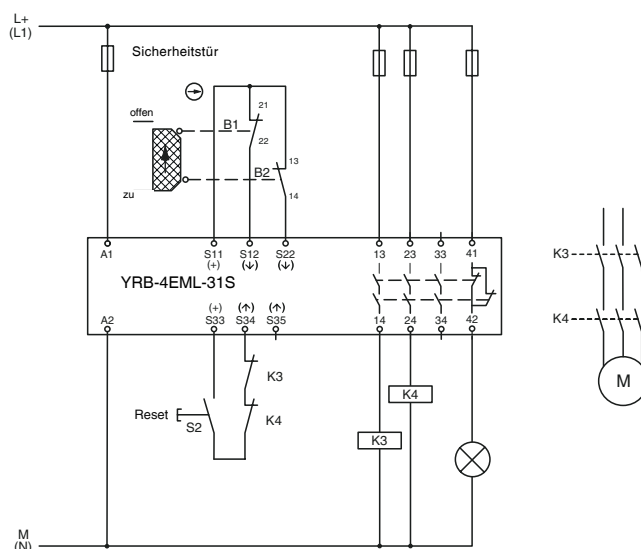 L+
(L1)
Sicherheitstür
offen
zu
B1
21
22
B2
13
14
A1
S11
(+)
S12
(↓)
S22
(↓)
13
23
33
41
YRB-4EML-31S
A2
(+)
S33
(↑)
S34
(↑)
S35
14
24
34
42
K3
K4
Reset
S2
K4
K3
M
(N)
K3
K4
M